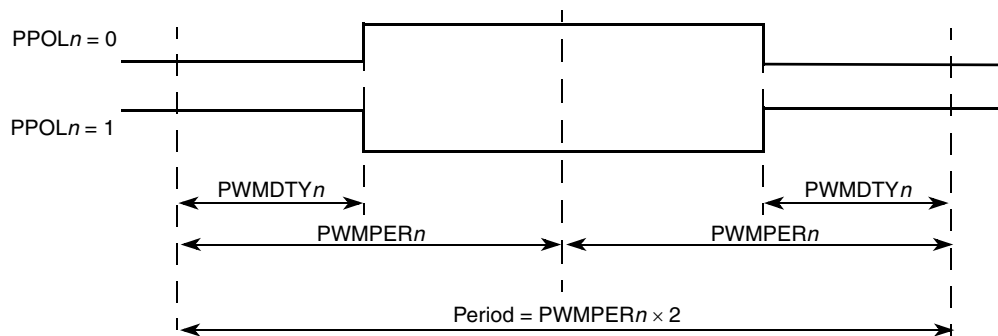 PPOLn = 0
PPOLn = 1
PWMDTYn
PWMDTYn
PWMPERn
PWMPERn
Period = PWMPERn × 2